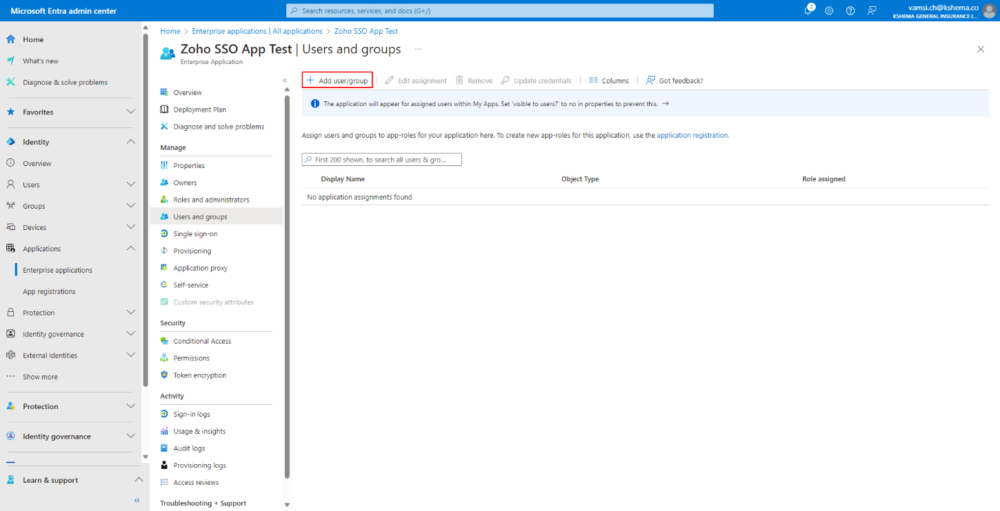 Microsoft Entra admin center
Search resources, services, and docs (G+/)
2
vamsi.ch@kshema.co
KSHEMA GENERAL INSURANCE L...
Home
What's new
Diagnose & solve problems
Favorites
Identity
Overview
Users
Groups
Devices
Applications
Enterprise applications
App registrations
Protection
Identity governance
External Identities
Show more
Protection
Identity governance
Learn & support
Home > Enterprise applications | All applications > Zoho SSO App Test
Zoho SSO App Test | Users and groups ...
Enterprise Application
Overview
Deployment Plan
Diagnose and solve problems
Manage
Properties
Owners
Roles and administrators
Users and groups
Single sign-on
Provisioning
Application proxy
Self-service
Custom security attributes
Security
Conditional Access
Permissions
Token encryption
Activity
Sign-in logs
Usage & insights
Audit logs
Provisioning logs
Access reviews
Troubleshooting + Support
Add user/group Edit assignment Remove Update credentials Columns Got feedback?
The application will appear for assigned users within My Apps. Set 'visible to users?' to no in properties to prevent this. →
Assign users and groups to app-roles for your application here. To create new app-roles for this application, use the application registration.
First 200 shown, to search all users & gro...
Display Name Object Type Role assigned
No application assignments found